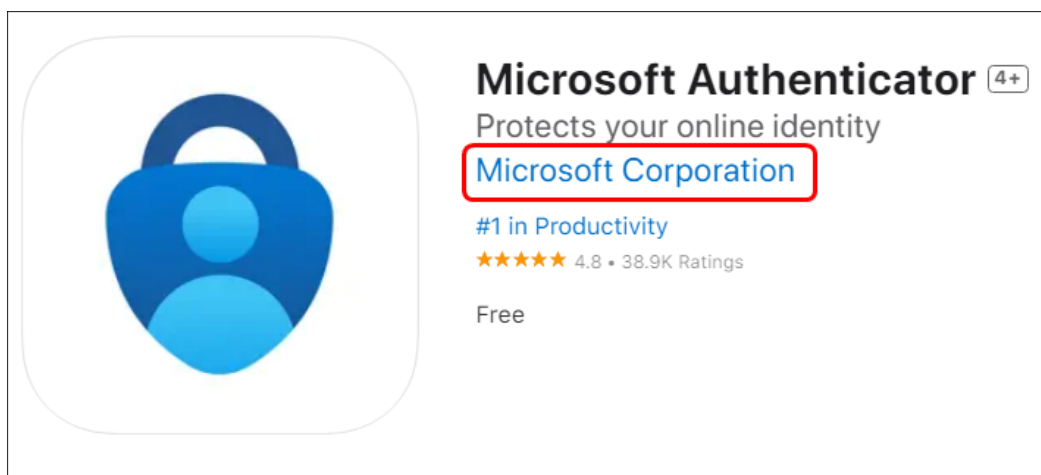 Microsoft Authenticator 4+
Protects your online identity
Microsoft Corporation
#1 in Productivity
★★★★★ 4.8 • 38.9K Ratings
Free